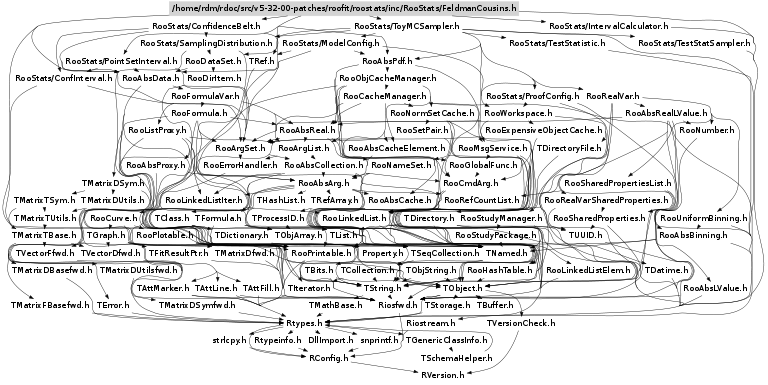 /home/rdm/rdoc/src/v5-32-00-patches/roofit/roostats/inc/RooStats/FeldmanCousins.h
RooStats/ConfidenceBelt.h RooStats/ToyMCSampler.h RooStats/IntervalCalculator.h
RooStats/SamplingDistribution.h RooStats/ModelConfig.h RooStats/TestStatistic.h RooStats/TestStatSampler.h
RooStats/PointSetInterval.h RooDataSet.h TRef.h RooAbsPdf.h
RooStats/ConfInterval.h RooAbsData.h RooDirItem.h RooObjCacheManager.h
RooFormulaVar.h RooCacheManager.h RooStats/ProofConfig.h RooRealVar.h
RooFormula.h RooNormSetCache.h RooWorkspace.h RooAbsRealLValue.h
RooListProxy.h RooAbsReal.h RooSetPair.h RooExpensiveObjectCache.h RooNumber.h
RooArgSet.h RooArgList.h RooAbsCacheElement.h RooMsgService.h TDirectoryFile.h
RooAbsProxy.h RooErrorHandler.h RooAbsCollection.h RooNameSet.h RooGlobalFunc.h
TMatrixDSym.h RooAbsArg.h RooCmdArg.h RooSharedPropertiesList.h
TMatrixTSym.h TMatrixDUtils.h RooLinkedListIter.h THashList.h TRefArray.h RooAbsCache.h RooRefCountList.h RooRealVarSharedProperties.h
TMatrixTUtils.h RooCurve.h TClass.h TFormula.h TProcessID.h RooLinkedList.h TDirectory.h RooStudyManager.h RooSharedProperties.h RooUniformBinning.h
TMatrixTBase.h TGraph.h RooPlotable.h TDictionary.h TObjArray.h TList.h RooStudyPackage.h TUUID.h RooAbsBinning.h
TVectorFfwd.h TVectorDfwd.h TFitResultPtr.h TMatrixDfwd.h RooPrintable.h Property.h TSeqCollection.h TNamed.h
TMatrixDBasefwd.h TMatrixDUtilsfwd.h TBits.h TCollection.h TObjString.h RooHashTable.h RooLinkedListElem.h TDatime.h
TAttMarker.h TAttLine.h TAttFill.h TIterator.h TString.h TObject.h RooAbsLValue.h
TMatrixFBasefwd.h TError.h TMatrixDSymfwd.h TMathBase.h Riosfwd.h TStorage.h TBuffer.h
Rtypes.h Riostream.h TVersionCheck.h
strlcpy.h Rtypeinfo.h DllImport.h snprintf.h TGenericClassInfo.h
RConfig.h TSchemaHelper.h
RVersion.h